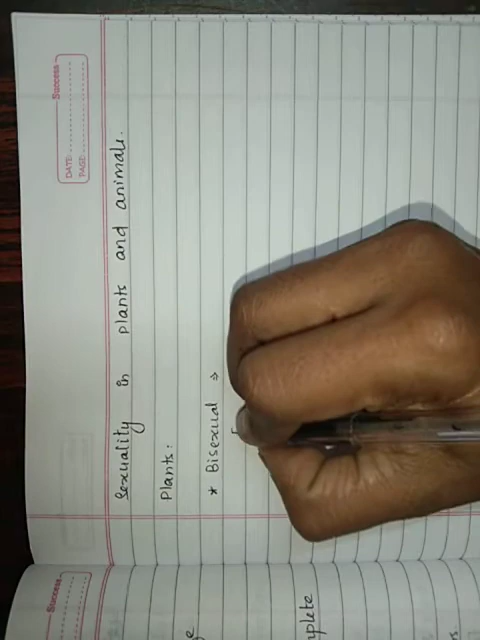 Success
DATE:
PAGE:
Sexuality in plants and animals.
Plants:
* Bisexual ⇒
Success
plete